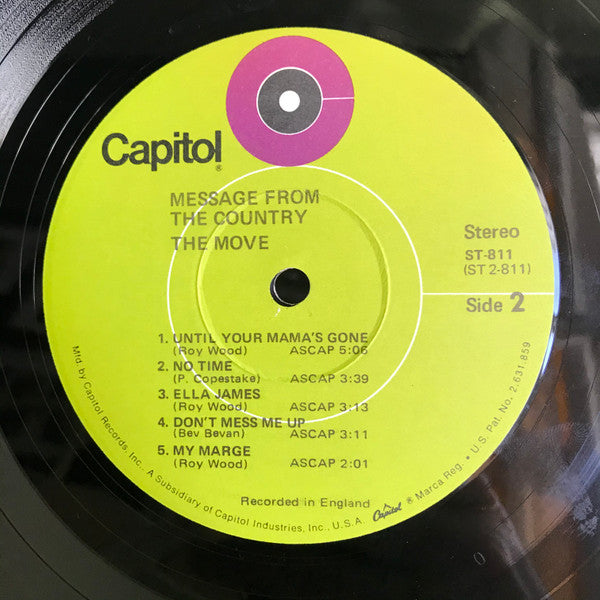 Capitol®
MESSAGE FROM
THE COUNTRY
THE MOVE
Stereo
ST-811
(ST 2-811)
Side 2
1. UNTIL YOUR MAMA'S GONE
(Roy Wood) ASCAP 5:06
2. NO TIME
(P. Copestake) ASCAP 3:39
3. ELLA JAMES
(Roy Wood) ASCAP 3:13
4. DON'T MESS ME UP
(Bev Bevan) ASCAP 3:11
5. MY MARGE
(Roy Wood) ASCAP 2:01
Recorded in England
Mfd. by Capitol Records, Inc., A Subsidiary of Capitol Industries, Inc., U.S.A. Capitol ® Marca Reg. • U.S. Pat. No. 2,631,859